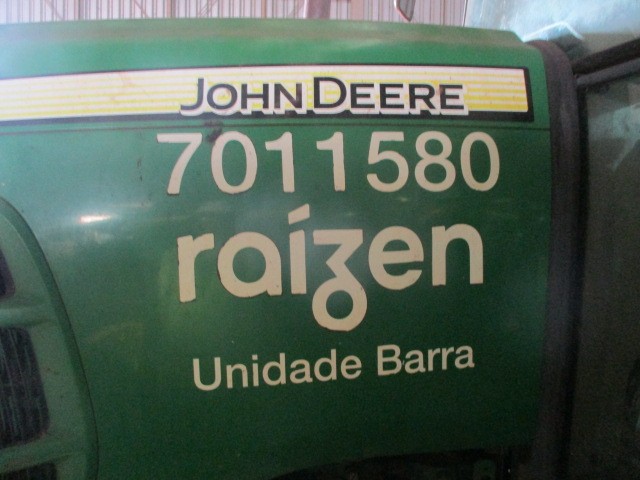 JOHN DEERE
7011580
raízen
Unidade Barra